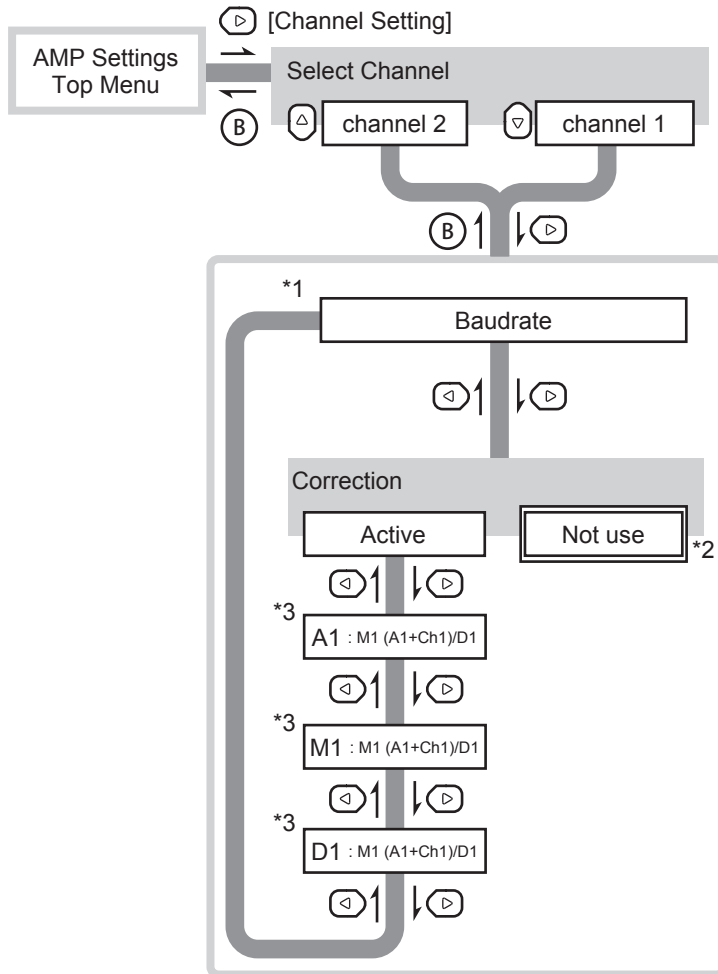 [Channel Setting]
AMP Settings
Top Menu
Select Channel
B
channel 2
channel 1
B
*1
Baudrate
Correction
Active
Not use
*2
*3
A1 : M1 (A1+Ch1)/D1
*3
M1 : M1 (A1+Ch1)/D1
*3
D1 : M1 (A1+Ch1)/D1